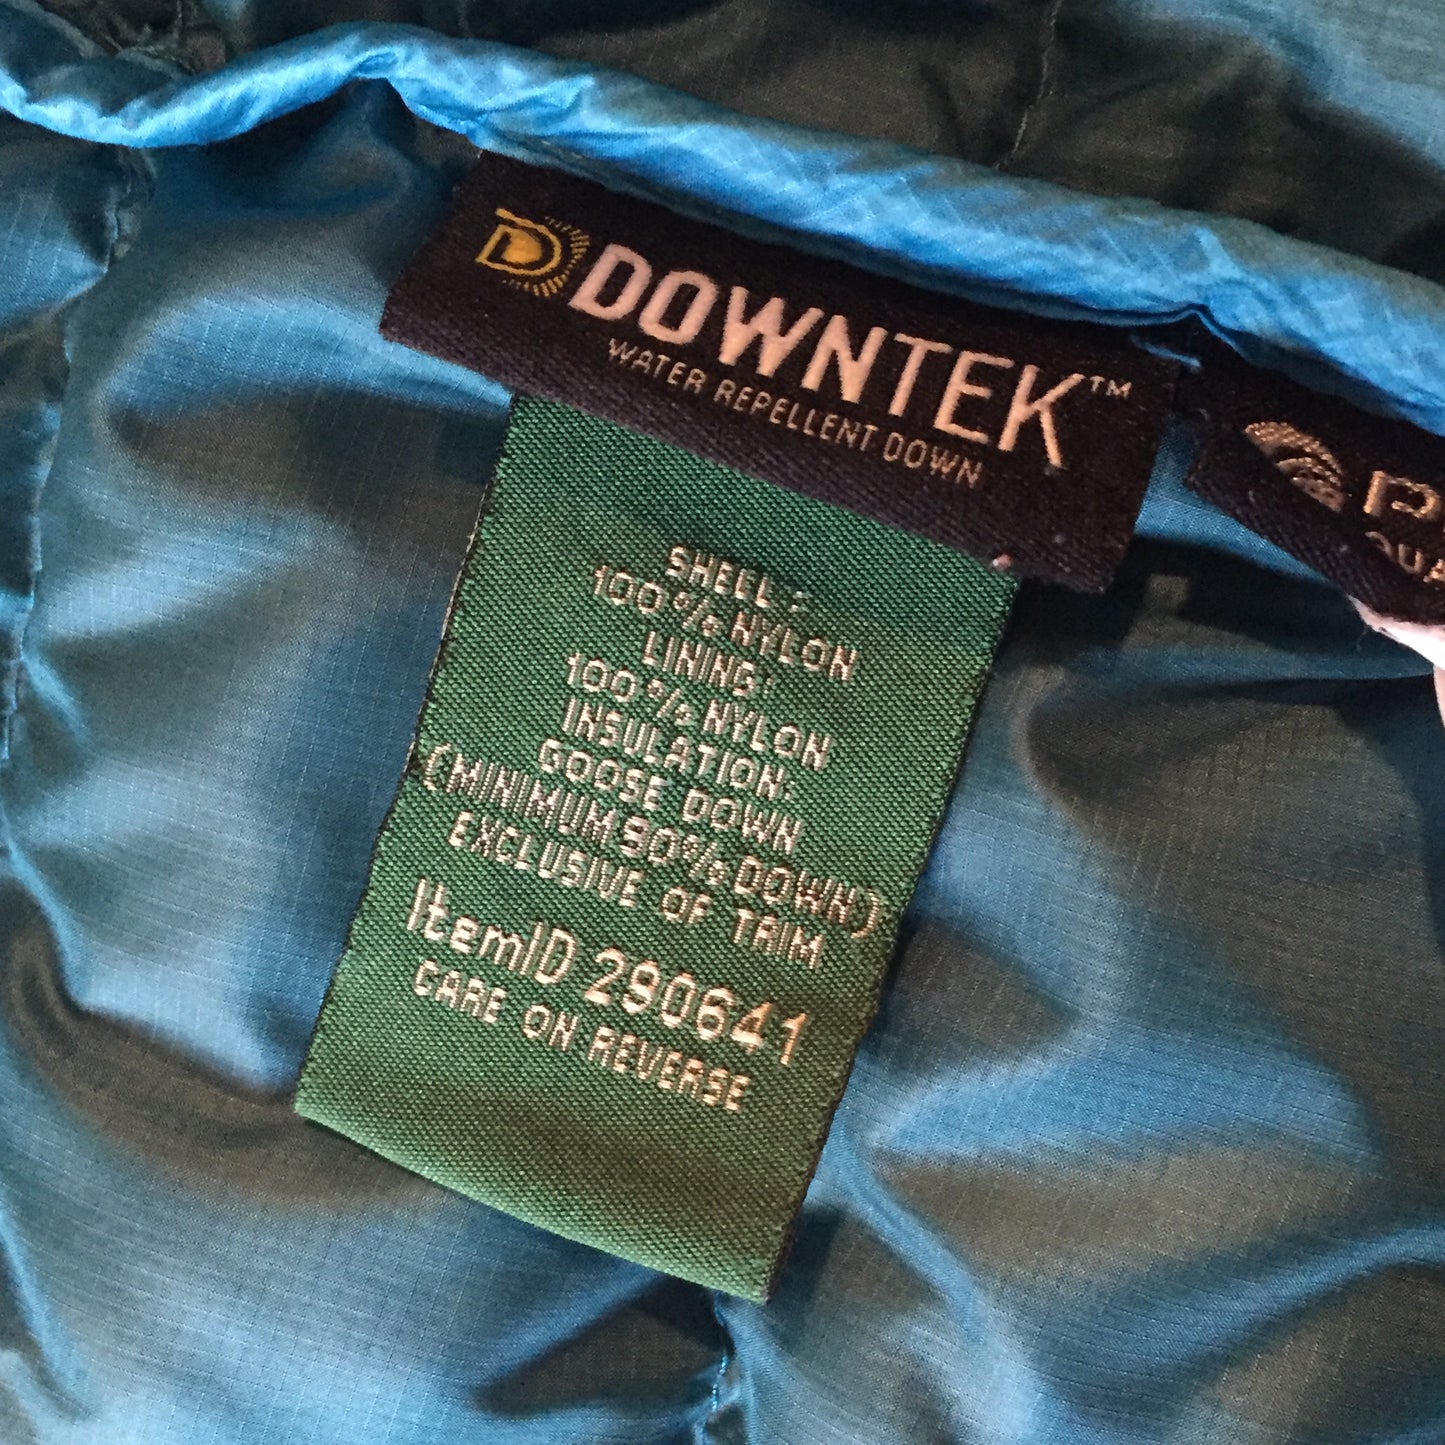 DOWNTEK™
WATER REPELLENT DOWN
SHELL:
100% NYLON
LINING:
100% NYLON
INSULATION:
GOOSE DOWN
(MINIMUM 90% DOWN)
EXCLUSIVE OF TRIM
ItemID 290641
CARE ON REVERSE